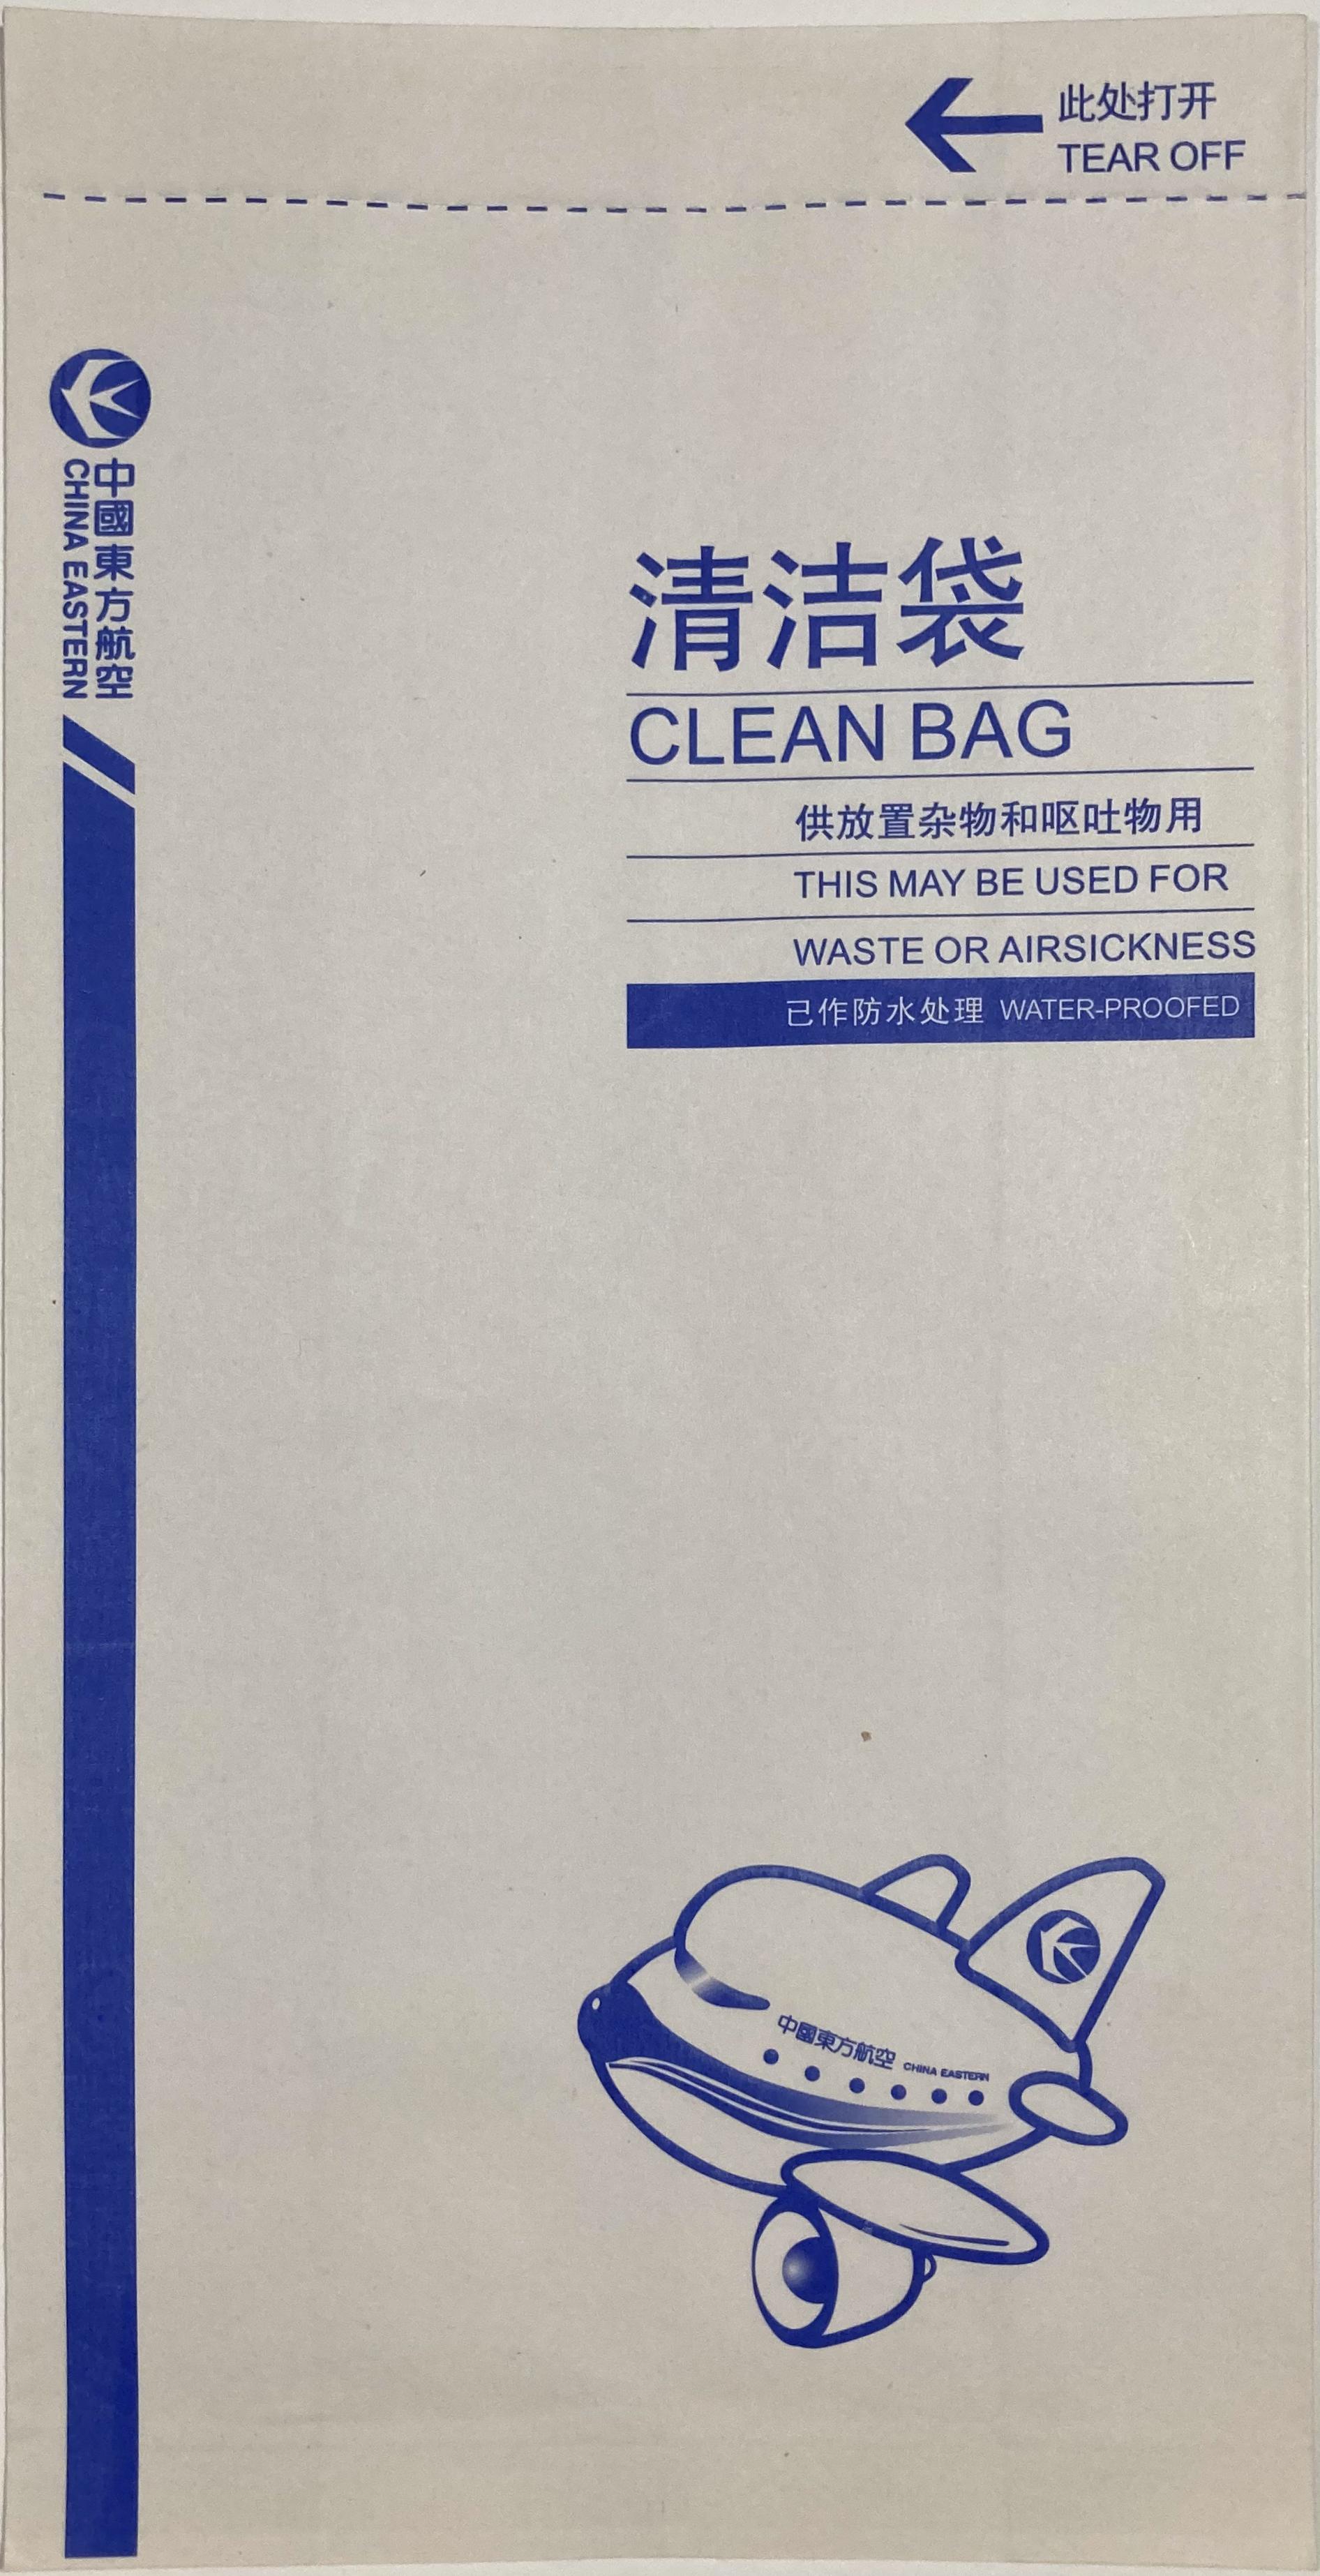 此处打开
TEAR OFF
中國東方航空
CHINA EASTERN
清洁袋
CLEAN BAG
供放置杂物和呕吐物用
THIS MAY BE USED FOR
WASTE OR AIRSICKNESS
已作防水处理 WATER-PROOFED
中國東方航空 CHINA EASTERN